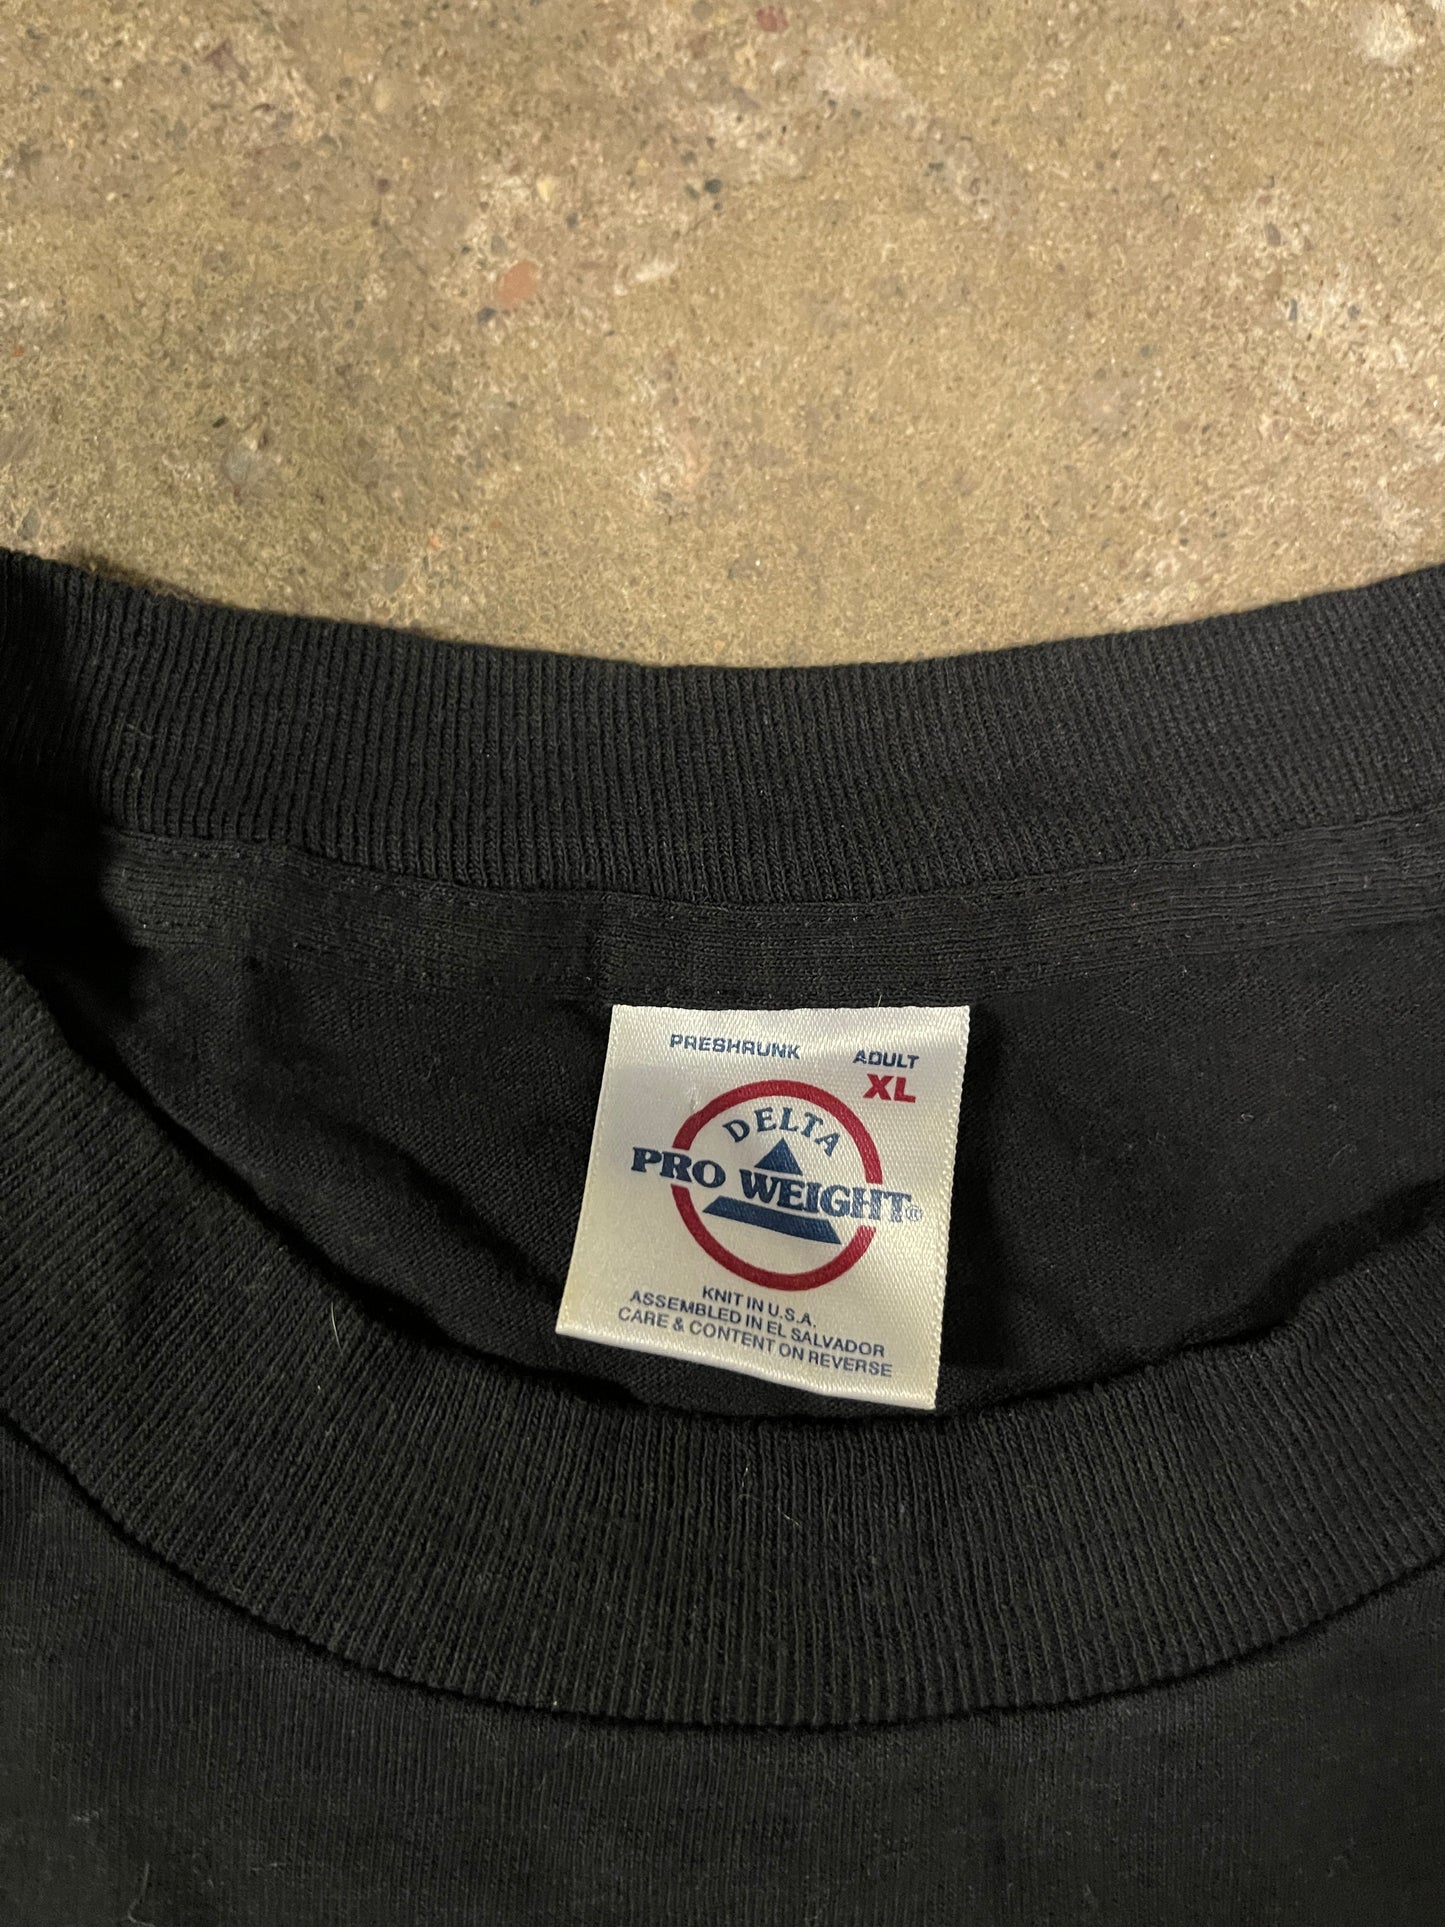 PRESHRUNK
ADULT
XL
DELTA
PRO WEIGHT®
KNIT IN U.S.A.
ASSEMBLED IN EL SALVADOR
CARE & CONTENT ON REVERSE